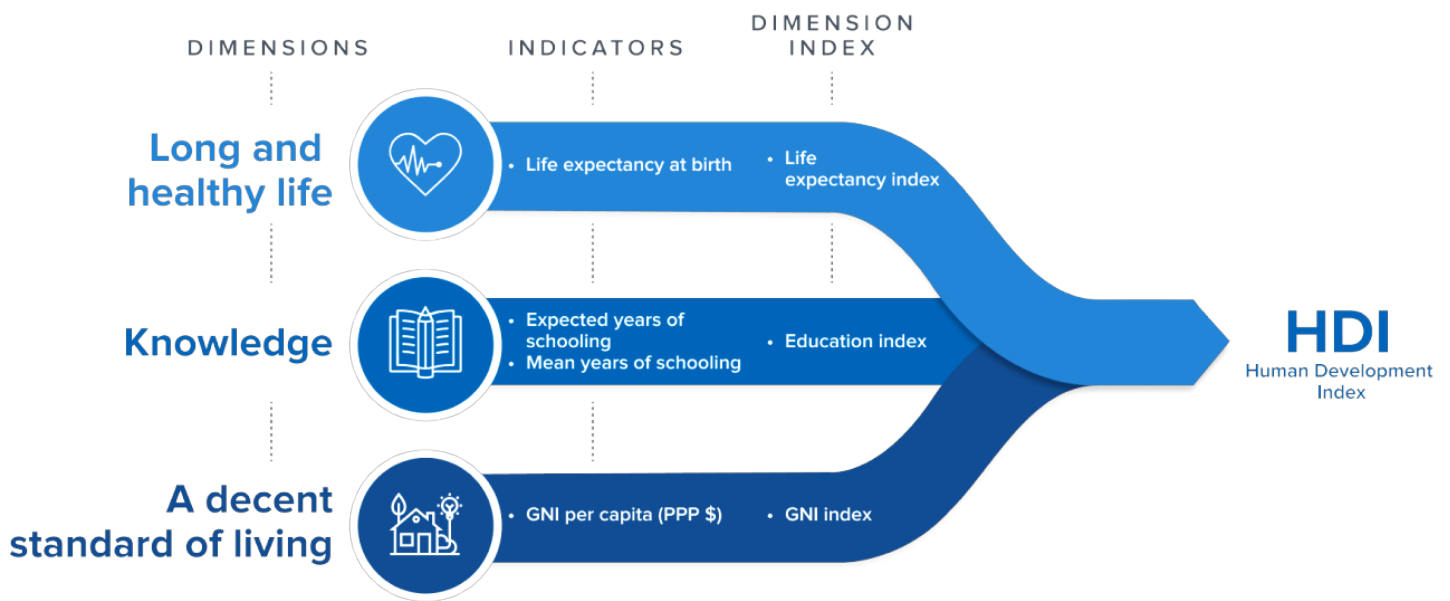 DIMENSIONS
INDICATORS
DIMENSION
INDEX
Long and
healthy life
• Life expectancy at birth
• Life
expectancy index
Knowledge
• Expected years of
schooling
• Mean years of schooling
• Education index
A decent
standard of living
• GNI per capita (PPP $)
• GNI index
HDI
Human Development
Index